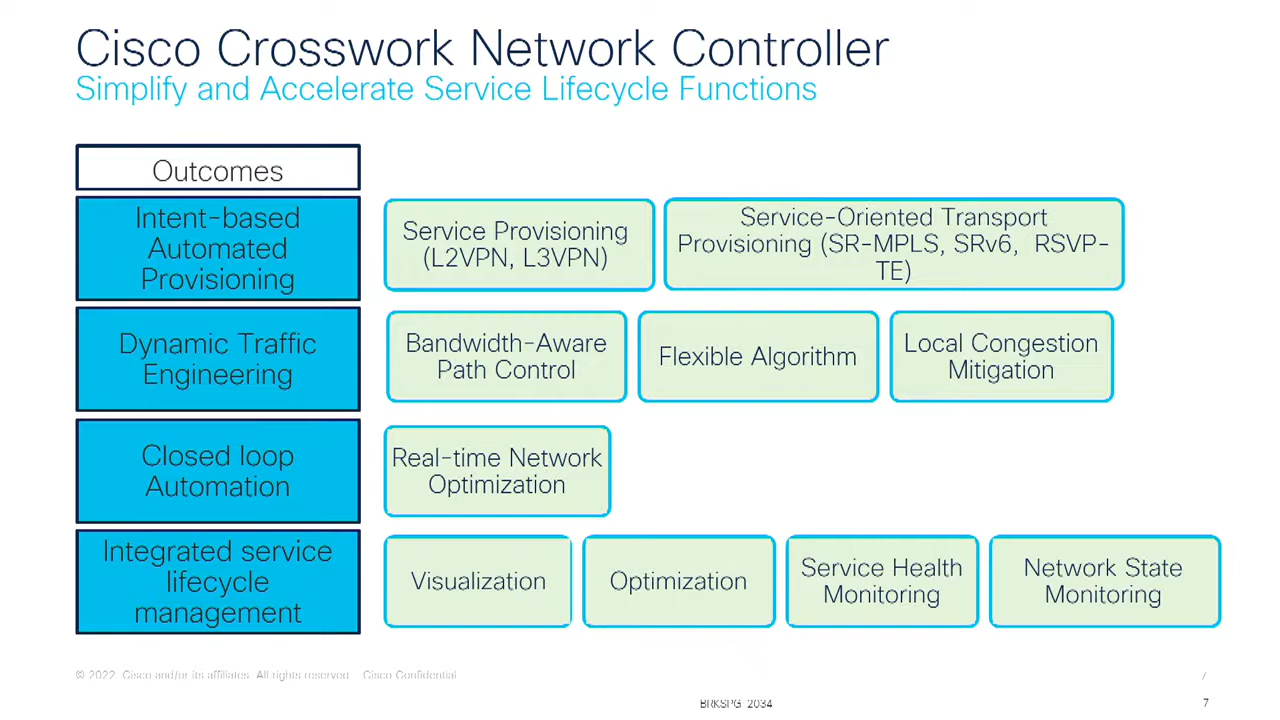 Cisco Crosswork Network Controller
Simplify and Accelerate Service Lifecycle Functions
Outcomes
Intent-based
Automated
Provisioning
Service Provisioning
(L2VPN, L3VPN)
Service-Oriented Transport
Provisioning (SR-MPLS, SRv6, RSVP-
TE)
Dynamic Traffic
Engineering
Bandwidth-Aware
Path Control
Flexible Algorithm
Local Congestion
Mitigation
Closed loop
Automation
Real-time Network
Optimization
Integrated service
lifecycle
management
Visualization
Optimization
Service Health
Monitoring
Network State
Monitoring
© 2022 Cisco and/or its affiliates. All rights reserved. Cisco Confidential
BRKSPG 2034
7